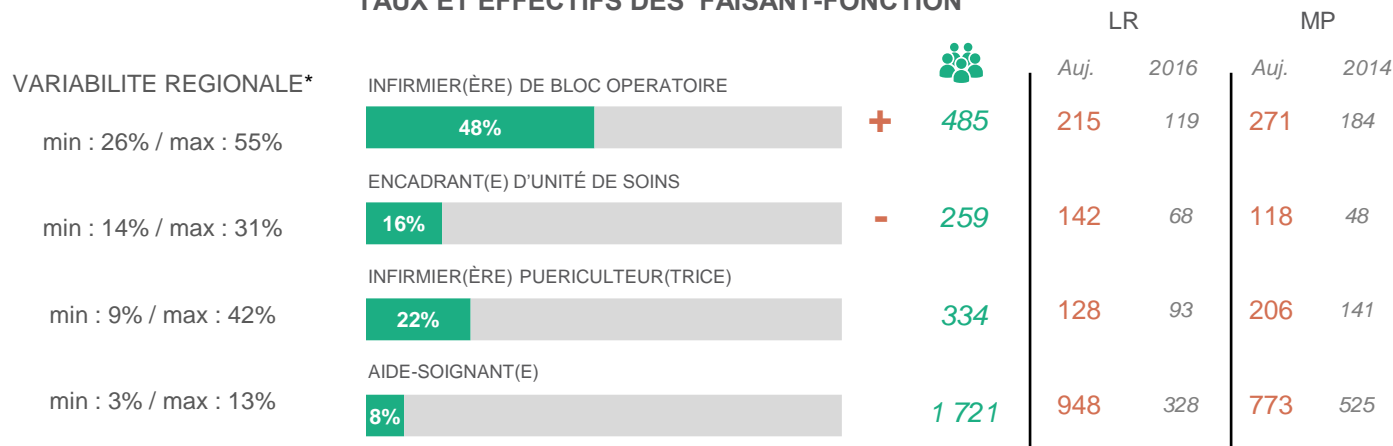 TAUX ET EFFECTIFS DES FAISANT-FONCTION
LR MP
Auj. 2016 Auj. 2014
VARIABILITE REGIONALE*
INFIRMIER(ÈRE) DE BLOC OPERATOIRE
min : 26% / max : 55% 48% + 485 215 119 271 184
ENCADRANT(E) D'UNITÉ DE SOINS
min : 14% / max : 31% 16% - 259 142 68 118 48
INFIRMIER(ÈRE) PUERICULTEUR(TRICE)
min : 9% / max : 42% 22% 334 128 93 206 141
AIDE-SOIGNANT(E)
min : 3% / max : 13% 8% 1 721 948 328 773 525